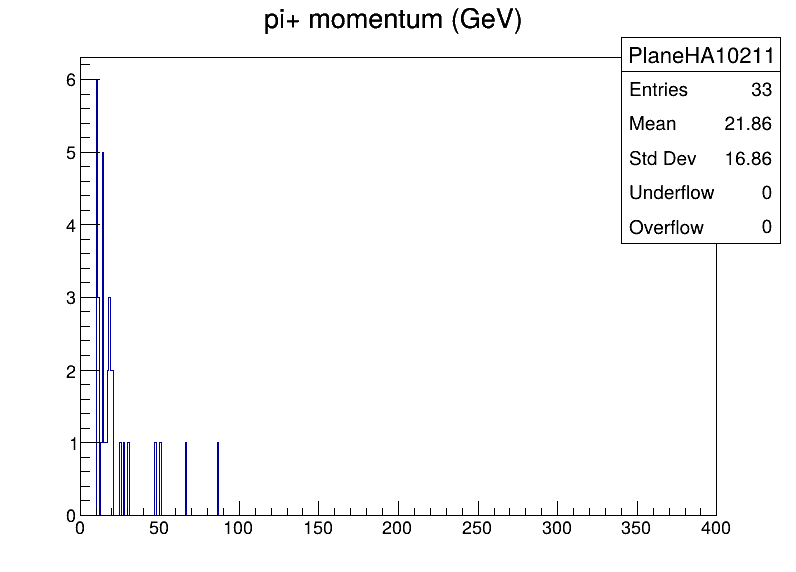 pi+ momentum (GeV)
PlaneHA10211
Entries 33
Mean 21.86
Std Dev 16.86
Underflow 0
Overflow 0
6
5
4
3
2
1
0
0 50 100 150 200 250 300 350 400